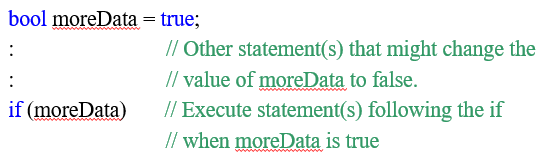 bool moreData = true;
: // Other statement(s) that might change the
: // value of moreData to false.
if (moreData) // Execute statement(s) following the if
// when moreData is true